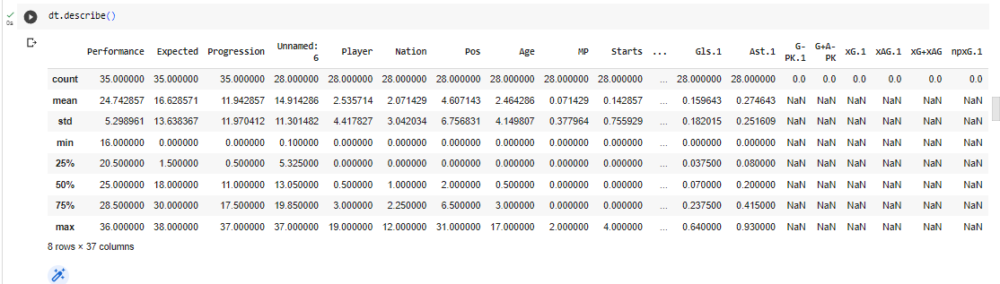 dt.describe()
0s
Performance Expected Progression Unnamed: 6 Player Nation Pos Age MP Starts ... Gls.1 Ast.1 G-PK.1 G+A-PK xG.1 xAG.1 xG+xAG npxG.1
count 35.000000 35.000000 35.000000 28.000000 28.000000 28.000000 28.000000 28.000000 28.000000 28.000000 ... 28.000000 28.000000 0.0 0.0 0.0 0.0 0.0 0.0
mean 24.742857 16.628571 11.942857 14.914286 2.535714 2.071429 4.607143 2.464286 0.071429 0.142857 ... 0.159643 0.274643 NaN NaN NaN NaN NaN NaN
std 5.298961 13.638367 11.970412 11.301482 4.417827 3.042034 6.756831 4.149807 0.377964 0.755929 ... 0.182015 0.251609 NaN NaN NaN NaN NaN NaN
min 16.000000 0.000000 0.000000 0.100000 0.000000 0.000000 0.000000 0.000000 0.000000 0.000000 ... 0.000000 0.000000 NaN NaN NaN NaN NaN NaN
25% 20.500000 1.500000 0.500000 5.325000 0.000000 0.000000 0.000000 0.000000 0.000000 0.000000 ... 0.037500 0.080000 NaN NaN NaN NaN NaN NaN
50% 25.000000 18.000000 11.000000 13.050000 0.500000 1.000000 2.000000 0.500000 0.000000 0.000000 ... 0.070000 0.200000 NaN NaN NaN NaN NaN NaN
75% 28.500000 30.000000 17.500000 19.850000 3.000000 2.250000 6.500000 3.000000 0.000000 0.000000 ... 0.237500 0.415000 NaN NaN NaN NaN NaN NaN
max 36.000000 38.000000 37.000000 37.000000 19.000000 12.000000 31.000000 17.000000 2.000000 4.000000 ... 0.640000 0.930000 NaN NaN NaN NaN NaN NaN
8 rows × 37 columns